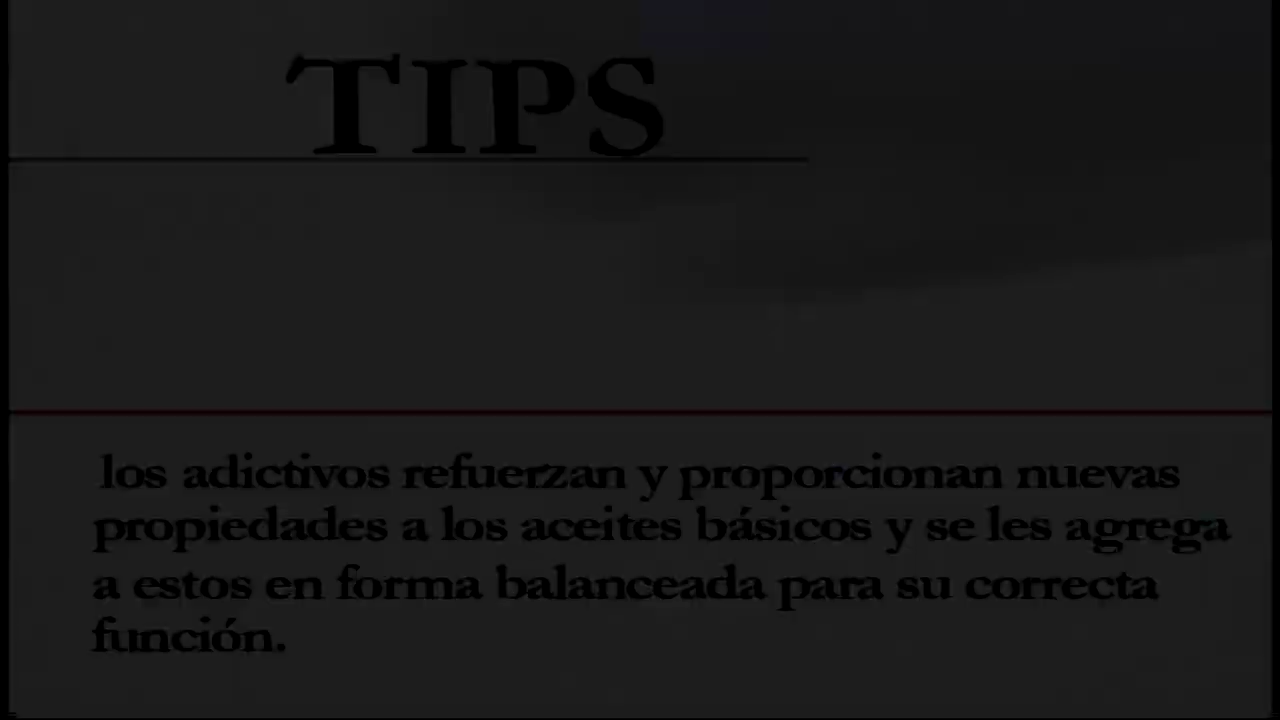 TIPS
los adictivos refuerzan y proporcionan nuevas
propiedades a los aceites básicos y se les agrega
a estos en forma balanceada para su correcta
función.